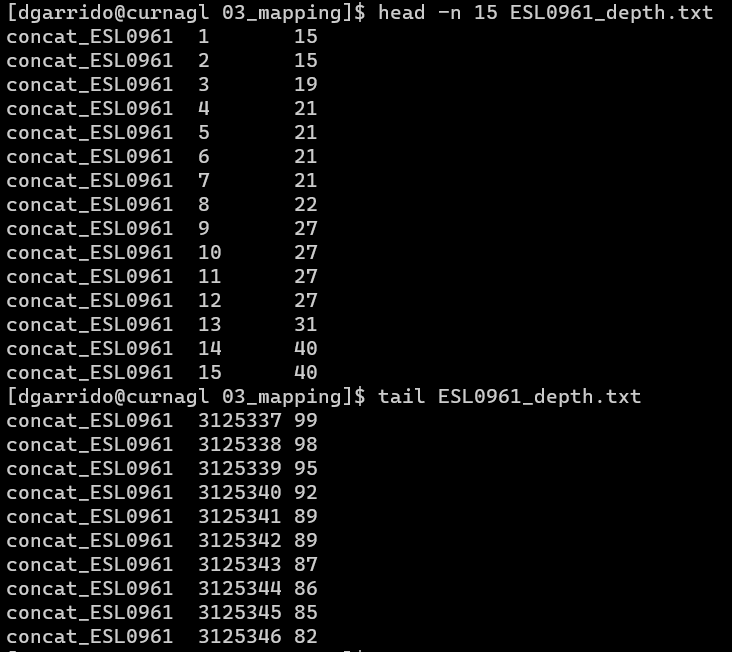 [dgarrido@curnagl 03_mapping]$ head -n 15 ESL0961_depth.txt
concat_ESL0961 1 15
concat_ESL0961 2 15
concat_ESL0961 3 19
concat_ESL0961 4 21
concat_ESL0961 5 21
concat_ESL0961 6 21
concat_ESL0961 7 21
concat_ESL0961 8 22
concat_ESL0961 9 27
concat_ESL0961 10 27
concat_ESL0961 11 27
concat_ESL0961 12 27
concat_ESL0961 13 31
concat_ESL0961 14 40
concat_ESL0961 15 40
[dgarrido@curnagl 03_mapping]$ tail ESL0961_depth.txt
concat_ESL0961 3125337 99
concat_ESL0961 3125338 98
concat_ESL0961 3125339 95
concat_ESL0961 3125340 92
concat_ESL0961 3125341 89
concat_ESL0961 3125342 89
concat_ESL0961 3125343 87
concat_ESL0961 3125344 86
concat_ESL0961 3125345 85
concat_ESL0961 3125346 82